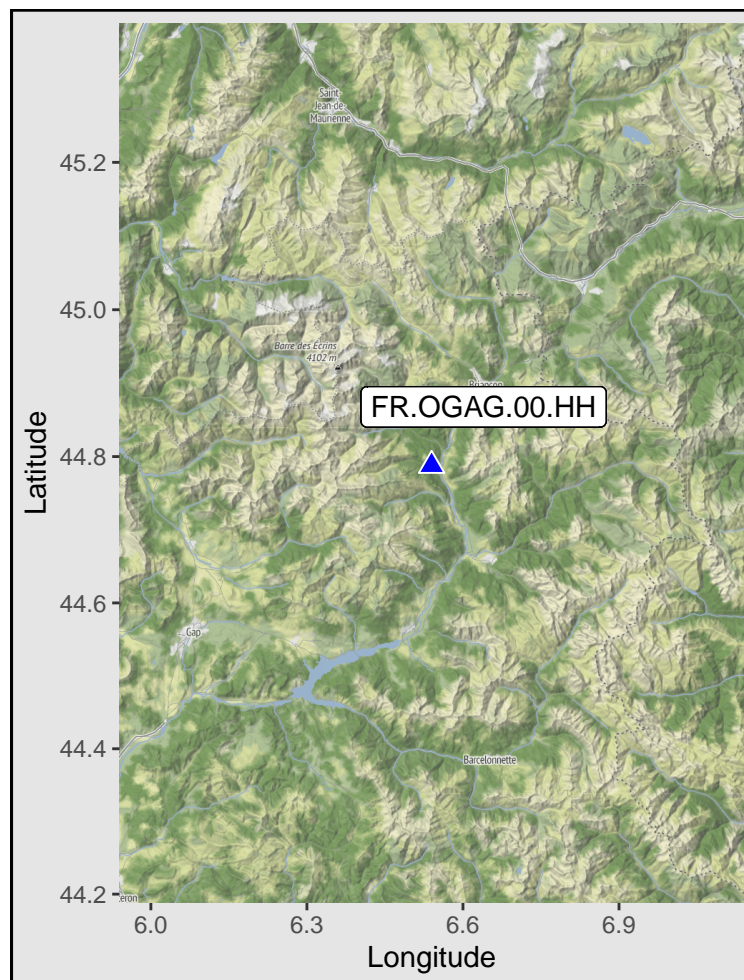 Saint-
Jean-de-
Maurienne
45.2
45.0
Barre des Écrins
4102 m
Briançon
FR.OGAG.00.HH
44.8
Latitude
44.6
Gap
44.4
Barcelonnette
44.2
teron
6.0
6.3
6.6
6.9
Longitude